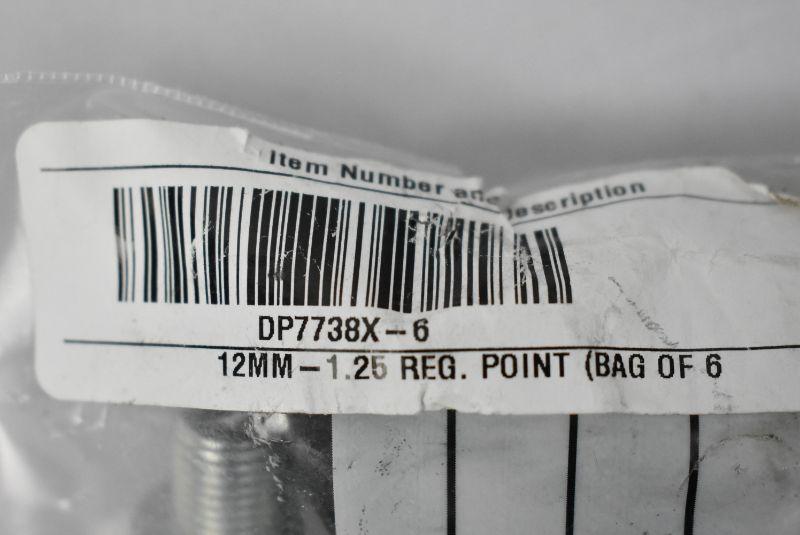 Item Number and Description
DP7738X-6
12MM-1.25 REG. POINT (BAG OF 6